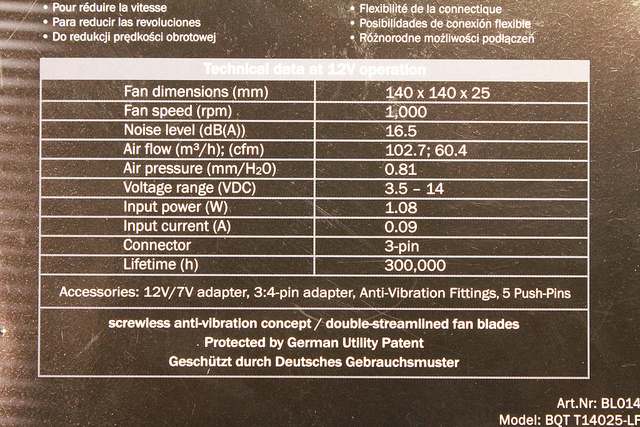 • Pour réduire la vitesse
• Para reducir las revoluciones
• Do redukcji prędkości obrotowej
• Flexibilité de la connectique
• Posibilidades de conexión flexible
• Różnorodne możliwości podłączeń
Technical data at 12V operation
Fan dimensions (mm) 140 x 140 x 25
Fan speed (rpm) 1,000
Noise level (dB(A)) 16.5
Air flow (m³/h); (cfm) 102.7; 60.4
Air pressure (mm/H2O) 0.81
Voltage range (VDC) 3.5 – 14
Input power (W) 1.08
Input current (A) 0.09
Connector 3-pin
Lifetime (h) 300,000
Accessories: 12V/7V adapter, 3:4-pin adapter, Anti-Vibration Fittings, 5 Push-Pins
screwless anti-vibration concept / double-streamlined fan blades
Protected by German Utility Patent
Geschützt durch Deutsches Gebrauchsmuster
Art.Nr: BL014
Model: BQT T14025-LF